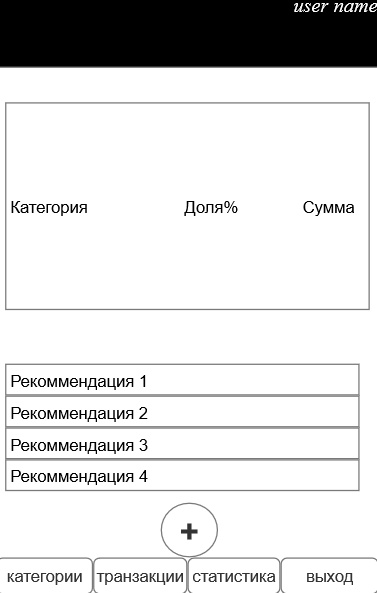 user name
Категория Доля% Сумма
Рекоммендация 1
Рекоммендация 2
Рекоммендация 3
Рекоммендация 4
+
категории транзакции статистика выход